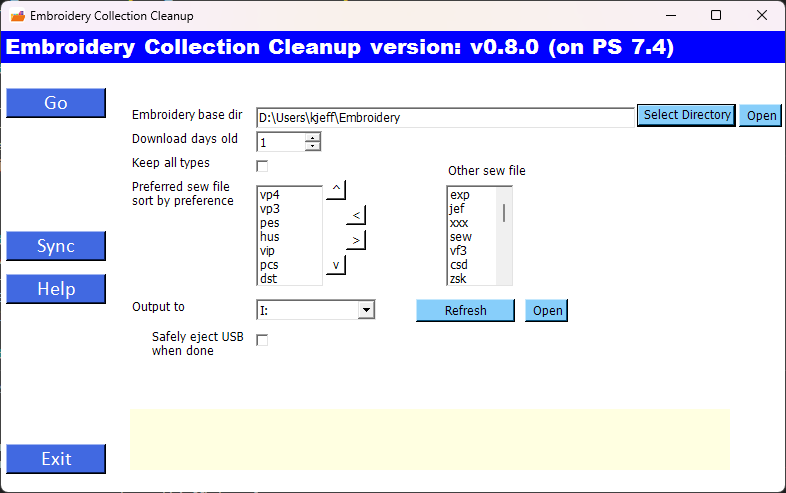 Embroidery Collection Cleanup
Embroidery Collection Cleanup version: v0.8.0 (on PS 7.4)
Go
Embroidery base dir
D:\Users\kjeff\Embroidery
Select Directory
Open
Download days old
1
Keep all types
Preferred sew file
sort by preference
vp4
vp3
pes
hus
vip
pcs
dst
^
<
>
v
Other sew file
exp
jef
xxx
sew
vf3
csd
zsk
Sync
Help
Output to
I:
Refresh
Open
Safely eject USB
when done
Exit